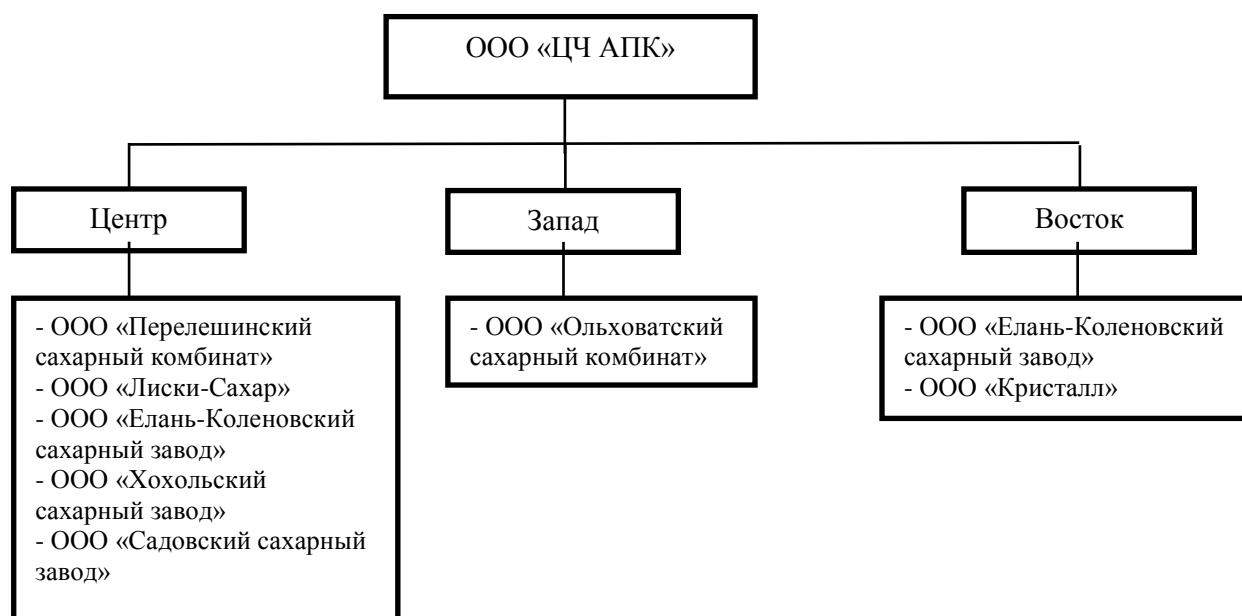 ООО «ЦЧ АПК»
Центр
Запад
Восток
- ООО «Перелешинский
сахарный комбинат»
- ООО «Лиски-Сахар»
- ООО «Елань-Коленовский
сахарный завод»
- ООО «Хохольский
сахарный завод»
- ООО «Садовский сахарный
завод»
- ООО «Ольховатский
сахарный комбинат»
- ООО «Елань-Коленовский
сахарный завод»
- ООО «Кристалл»